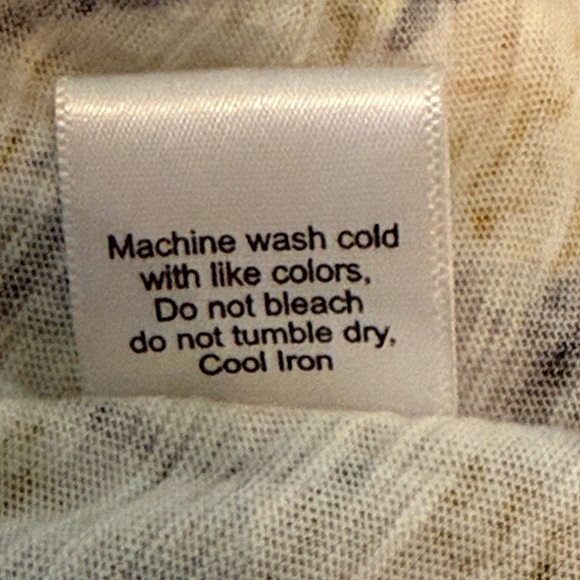 Machine wash cold
with like colors,
Do not bleach
do not tumble dry,
Cool Iron